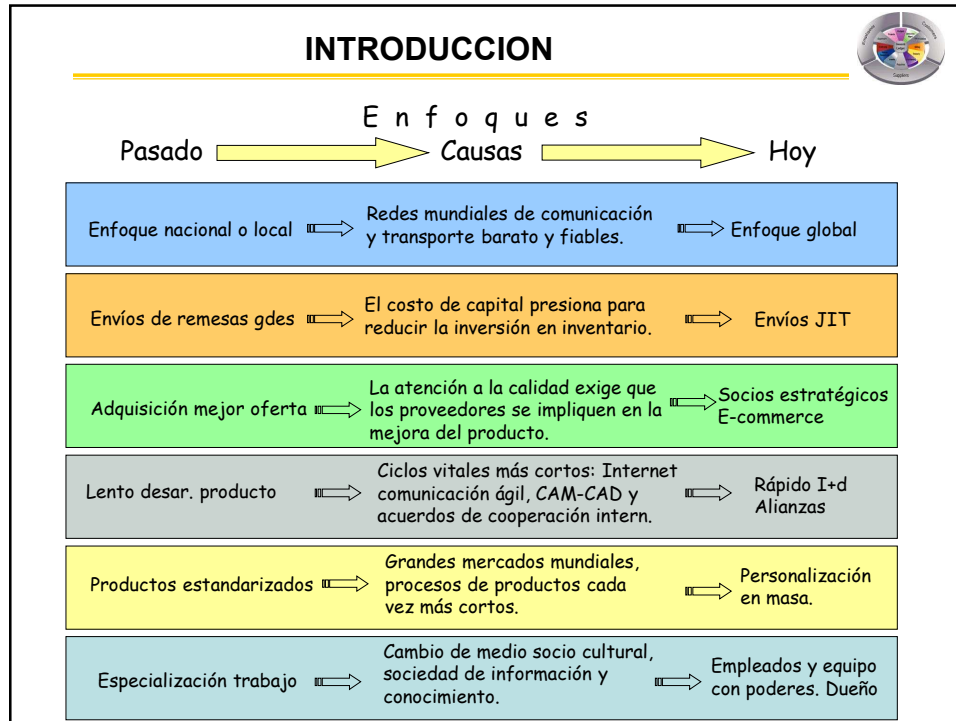 INTRODUCCION
Suppliers
E n f o q u e s
Pasado Causas Hoy
Enfoque nacional o local
Redes mundiales de comunicación
y transporte barato y fiables.
Enfoque global
Envíos de remesas gdes
El costo de capital presiona para
reducir la inversión en inventario.
Envíos JIT
Adquisición mejor oferta
La atención a la calidad exige que
los proveedores se impliquen en la
mejora del producto.
Socios estratégicos
E-commerce
Lento desar. producto
Ciclos vitales más cortos: Internet
comunicación ágil, CAM-CAD y
acuerdos de cooperación intern.
Rápido I+d
Alianzas
Productos estandarizados
Grandes mercados mundiales,
procesos de productos cada
vez más cortos.
Personalización
en masa.
Especialización trabajo
Cambio de medio socio cultural,
sociedad de información y
conocimiento.
Empleados y equipo
con poderes. Dueño